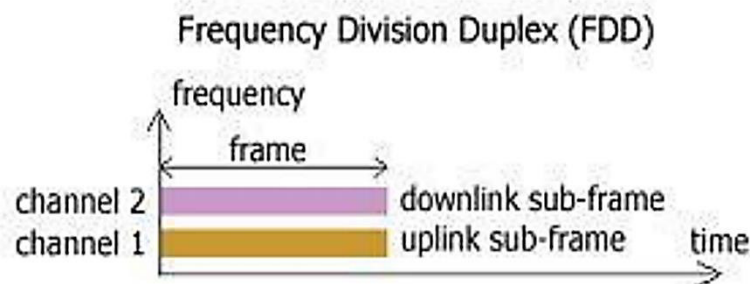 Frequency Division Duplex (FDD)
frequency
frame
channel 2 downlink sub-frame
channel 1 uplink sub-frame
time